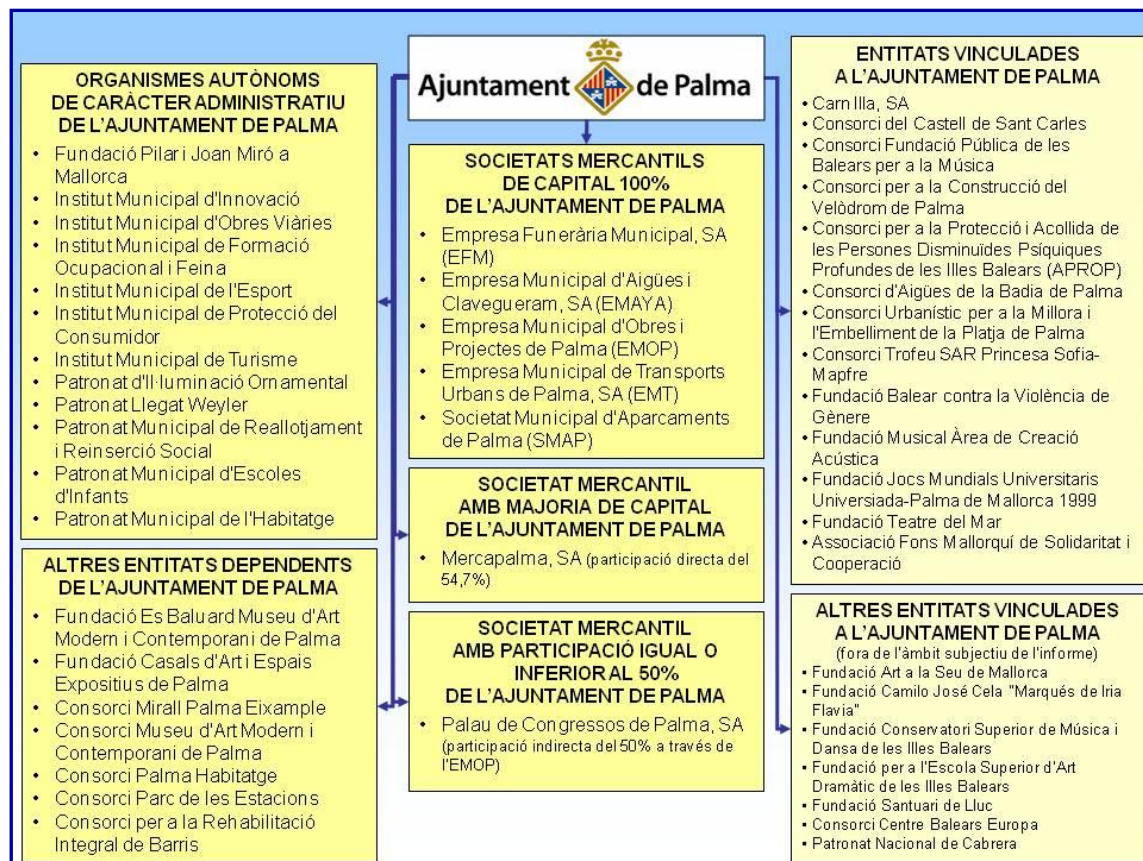 Ajuntament de Palma
ORGANISMES AUTÒNOMS
DE CARÀCTER ADMINISTRATIU
DE L'AJUNTAMENT DE PALMA
• Fundació Pilar i Joan Miró a
Mallorca
• Institut Municipal d'Innovació
• Institut Municipal d'Obres Viàries
• Institut Municipal de Formació
Ocupacional i Feina
• Institut Municipal de l'Esport
• Institut Municipal de Protecció del
Consumidor
• Institut Municipal de Turisme
• Patronat d'Il·luminació Ornamental
• Patronat Llegat Weyler
• Patronat Municipal de Reallotjament
i Reinserció Social
• Patronat Municipal d'Escoles
d'Infants
• Patronat Municipal de l'Habitatge
ALTRES ENTITATS DEPENDENTS
DE L'AJUNTAMENT DE PALMA
• Fundació Es Baluard Museu d'Art
Modern i Contemporani de Palma
• Fundació Casals d'Art i Espais
Expositius de Palma
• Consorci Mirall Palma Eixample
• Consorci Museu d'Art Modern i
Contemporani de Palma
• Consorci Palma Habitatge
• Consorci Parc de les Estacions
• Consorci per a la Rehabilitació
Integral de Barris
SOCIETATS MERCANTILS
DE CAPITAL 100%
DE L'AJUNTAMENT DE PALMA
• Empresa Funerària Municipal, SA
(EFM)
• Empresa Municipal d'Aigües i
Clavegueram, SA (EMAYA)
• Empresa Municipal d'Obres i
Projectes de Palma (EMOP)
• Empresa Municipal de Transports
Urbans de Palma, SA (EMT)
• Societat Municipal d'Aparcaments
de Palma (SMAP)
SOCIETAT MERCANTIL
AMB MAJORIA DE CAPITAL
DE L'AJUNTAMENT DE PALMA
• Mercapalma, SA (participació directa del
54,7%)
SOCIETAT MERCANTIL
AMB PARTICIPACIÓ IGUAL O
INFERIOR AL 50%
DE L'AJUNTAMENT DE PALMA
• Palau de Congressos de Palma, SA
(participació indirecta del 50% a través de
l'EMOP)
ENTITATS VINCULADES
A L'AJUNTAMENT DE PALMA
• Carn Illa, SA
• Consorci del Castell de Sant Carles
• Consorci Fundació Pública de les
Balears per a la Música
• Consorci per a la Construcció del
Velòdrom de Palma
• Consorci per a la Protecció i Acollida de
les Persones Disminuïdes Psíquiques
Profundes de les Illes Balears (APROP)
• Consorci d'Aigües de la Badia de Palma
• Consorci Urbanístic per a la Millora i
l'Embelliment de la Platja de Palma
• Consorci Trofeu SAR Princesa Sofia-
Mapfre
• Fundació Balear contra la Violència de
Gènere
• Fundació Musical Àrea de Creació
Acústica
• Fundació Jocs Mundials Universitaris
Universiada-Palma de Mallorca 1999
• Fundació Teatre del Mar
• Associació Fons Mallorquí de Solidaritat i
Cooperació
ALTRES ENTITATS VINCULADES
A L'AJUNTAMENT DE PALMA
(fora de l'àmbit subjectiu de l'informe)
• Fundació Art a la Seu de Mallorca
• Fundació Camilo José Cela "Marqués de Iria
Flavia"
• Fundació Conservatori Superior de Música i
Dansa de les Illes Balears
• Fundació per a l'Escola Superior d'Art
Dramàtic de les Illes Balears
• Fundació Santuari de Lluc
• Consorci Centre Balears Europa
• Patronat Nacional de Cabrera